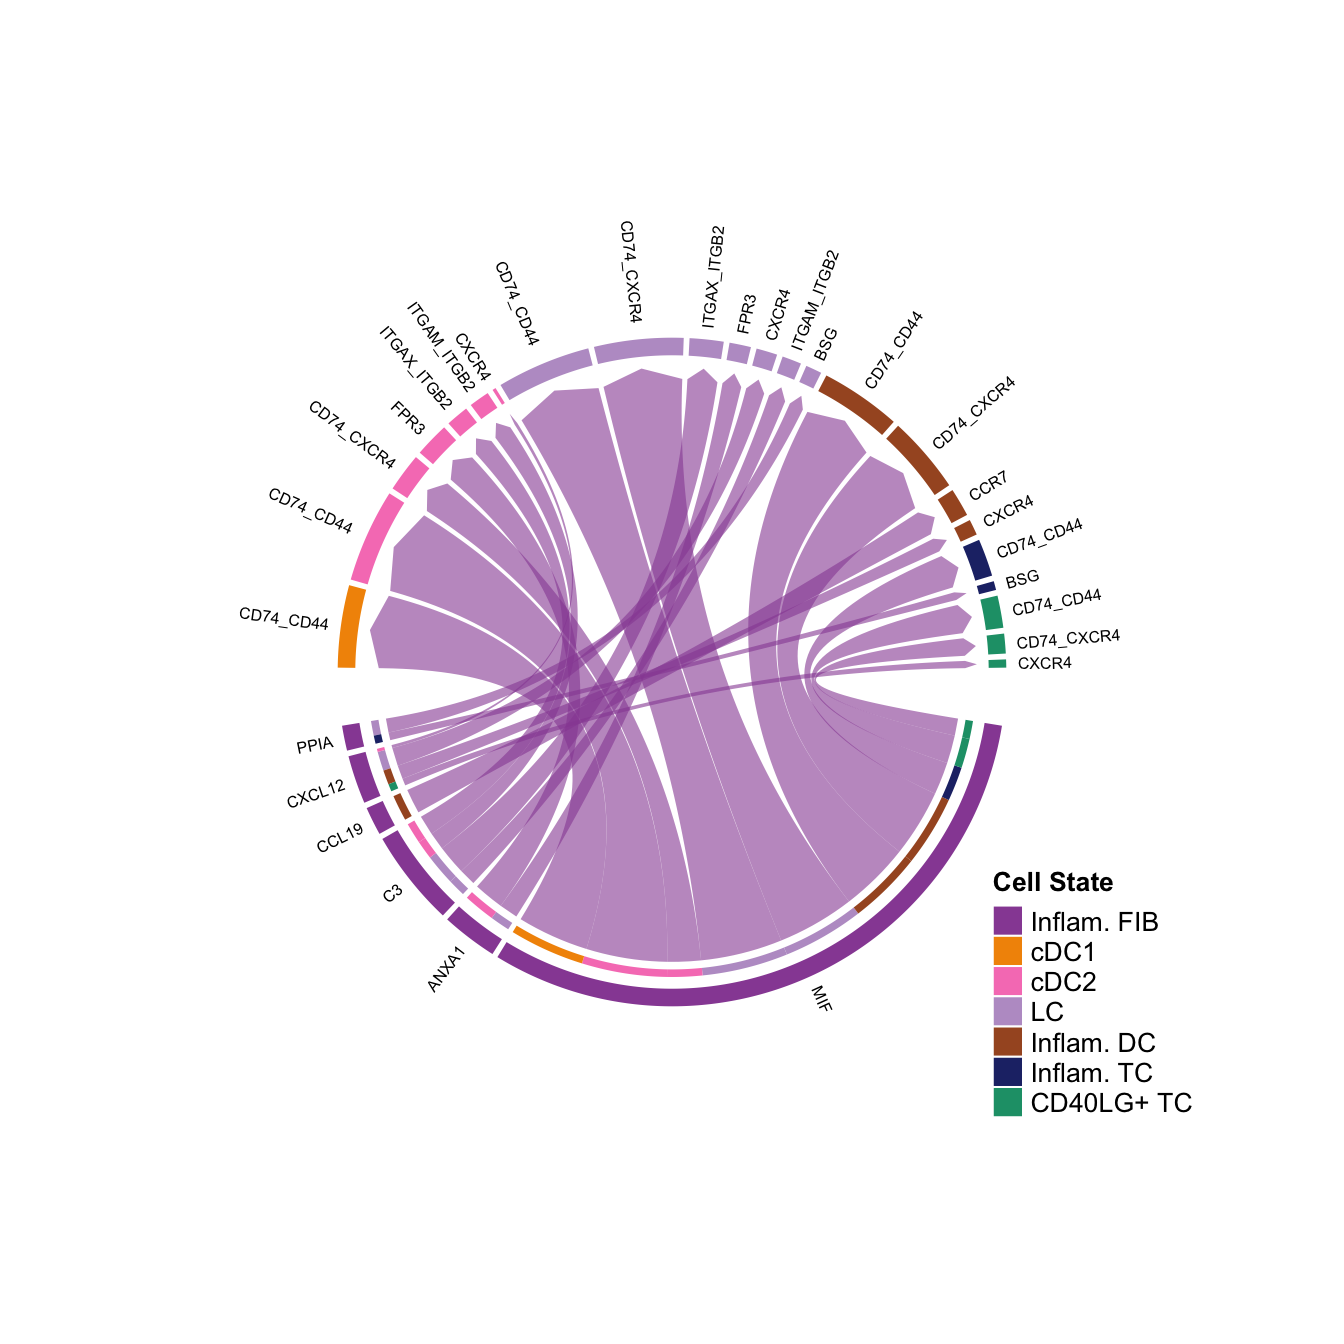 CD74_CD44
CD74_CD44
CD74_CXCR4
FPR3
ITGAX_ITGB2
ITGAM_ITGB2
CXCR4
CD74_CD44
CD74_CXCR4
ITGAX_ITGB2
FPR3
CXCR4
ITGAM_ITGB2
BSG
CD74_CD44
CD74_CXCR4
CCR7
CXCR4
CD74_CD44
BSG
CD74_CD44
CD74_CXCR4
CXCR4
PPIA
CXCL12
CCL19
C3
ANXA1
MIF
Cell State
Inflam. FIB
cDC1
cDC2
LC
Inflam. DC
Inflam. TC
CD40LG+ TC